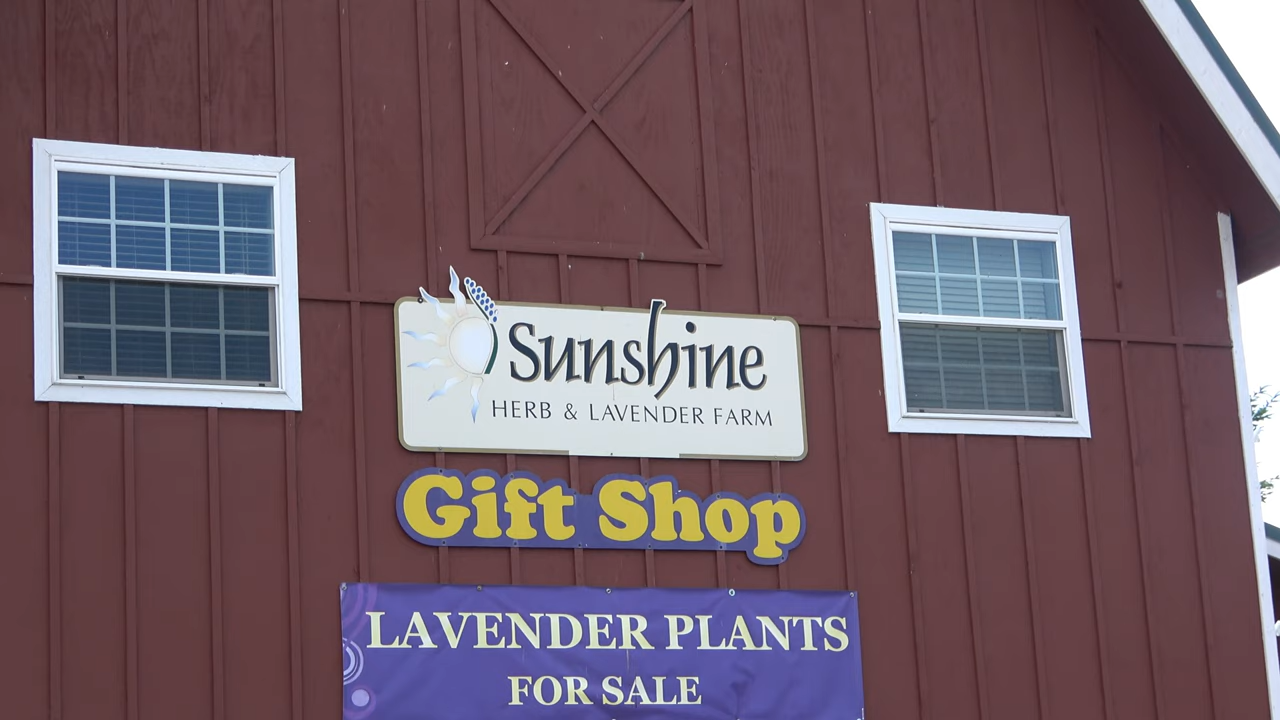 Sunshine
HERB & LAVENDER FARM
Gift Shop
LAVENDER PLANTS
FOR SALE